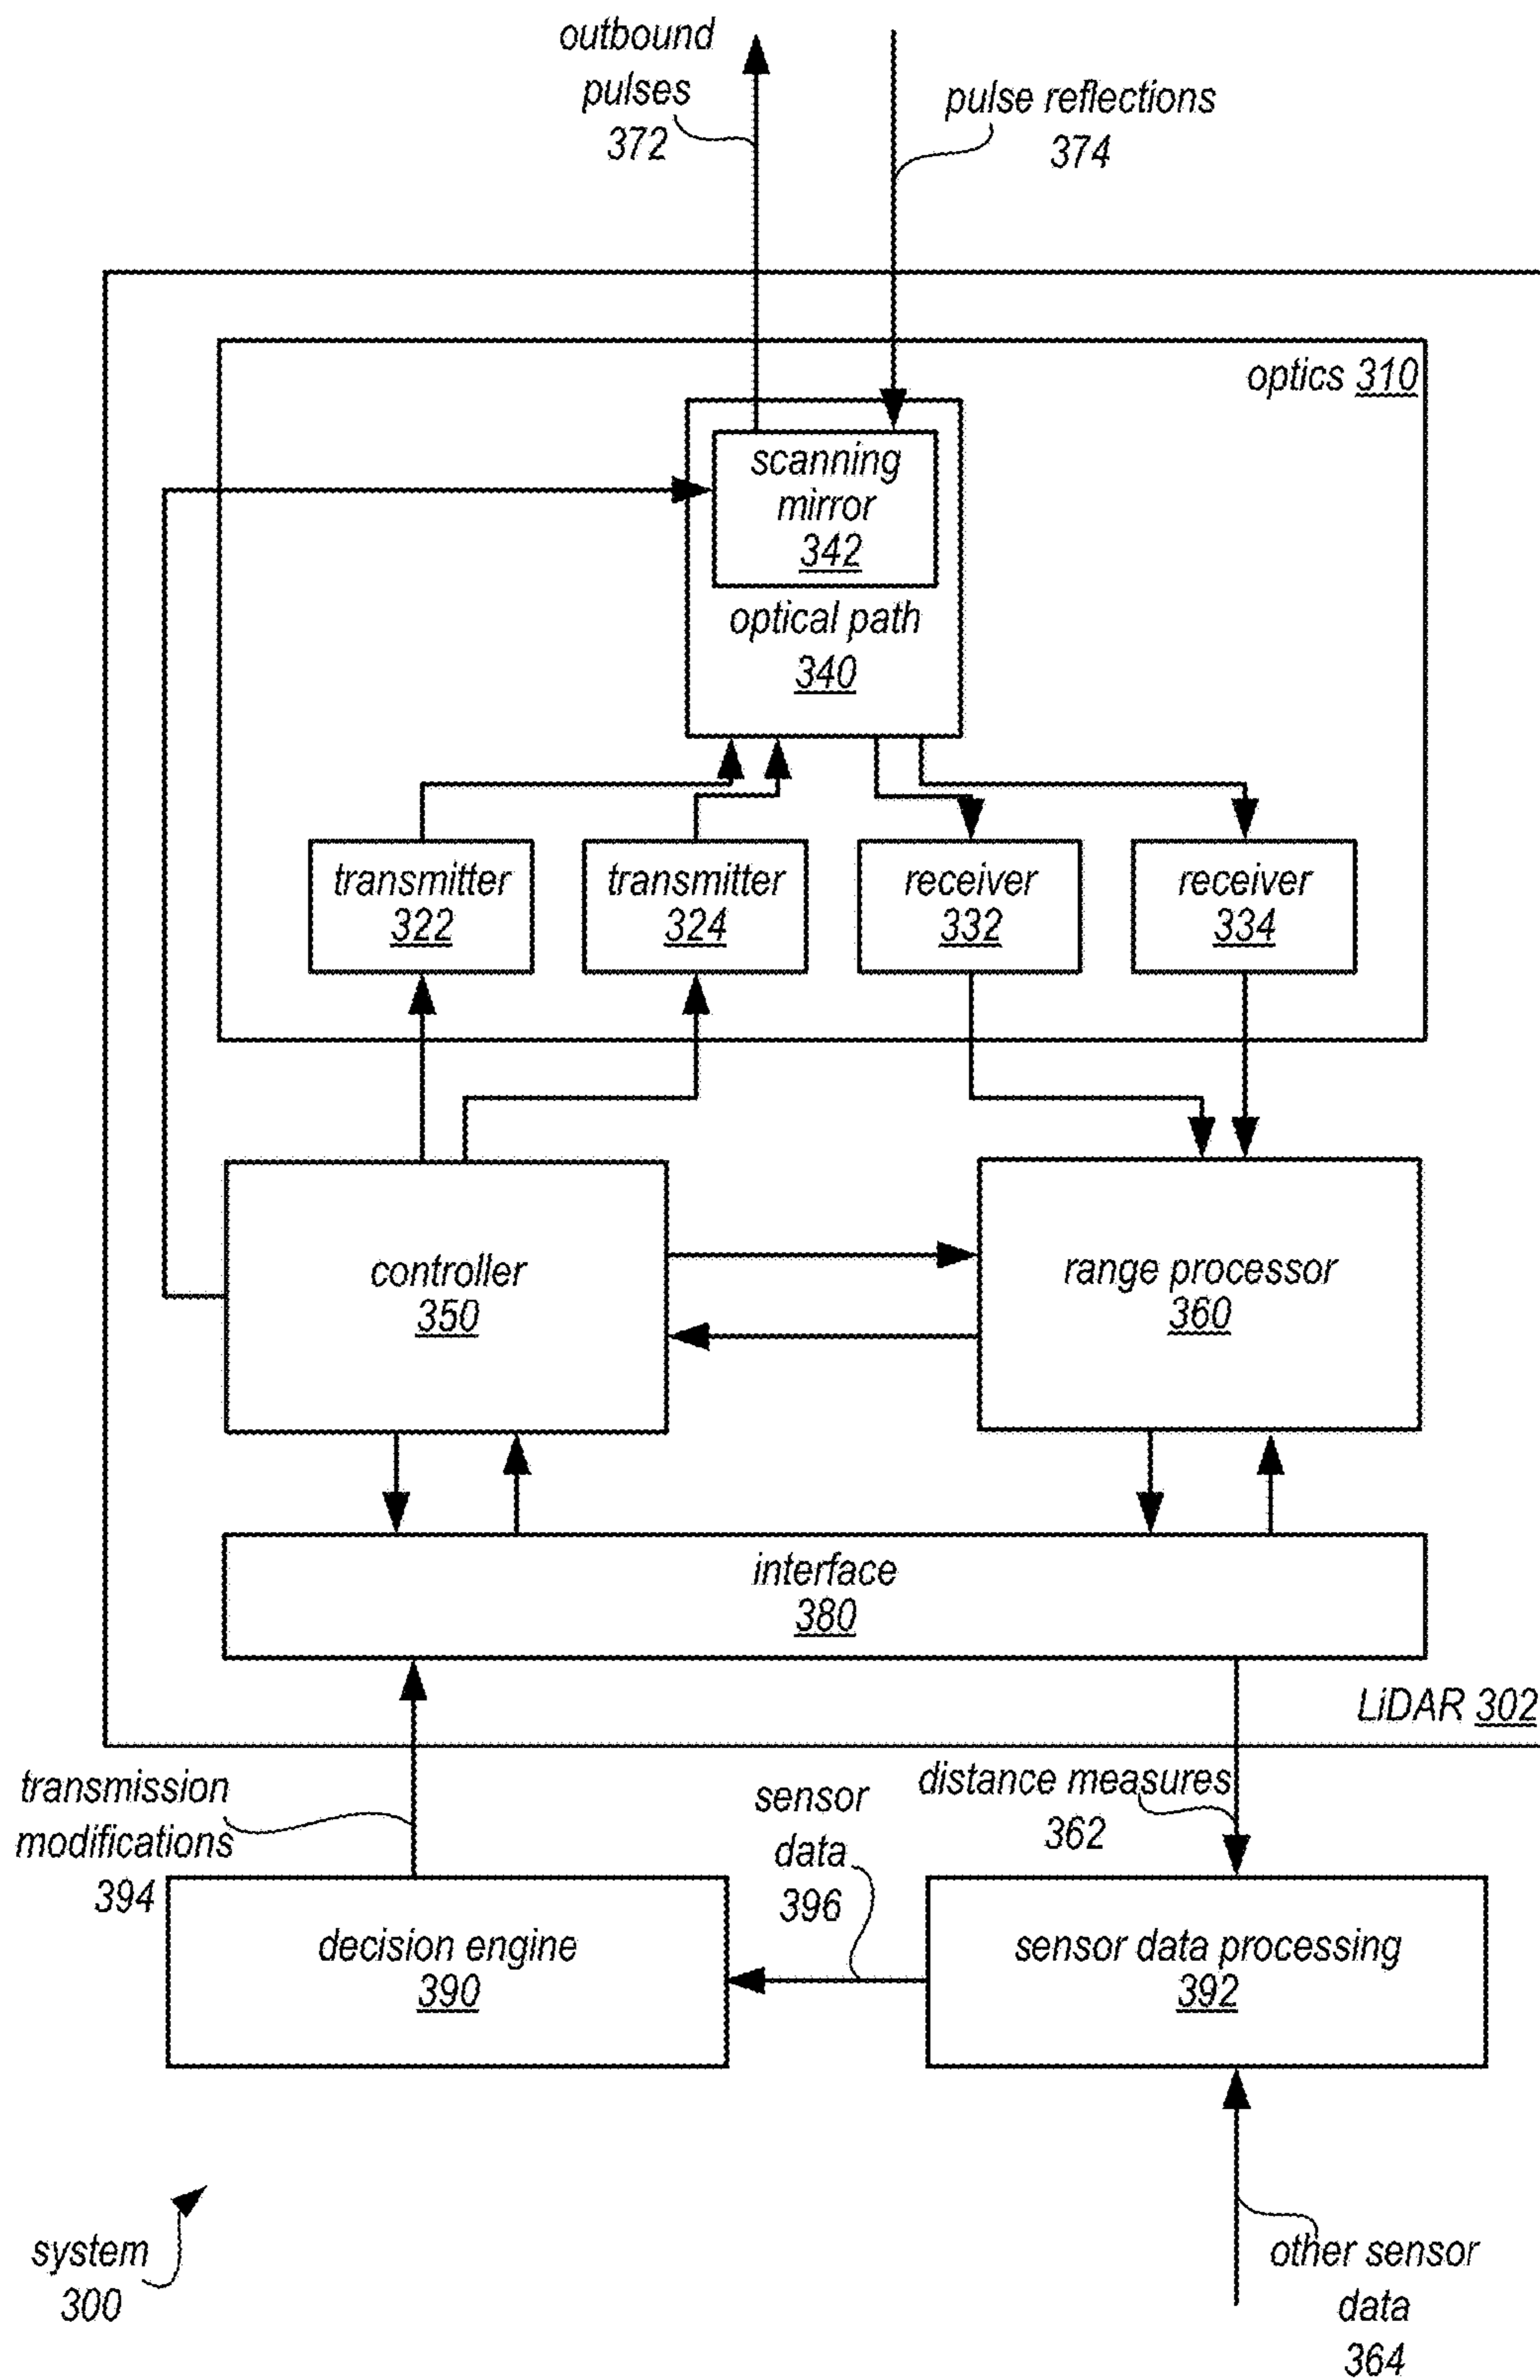 outbound
pulses
372
pulse reflections
374
optics 310
scanning
mirror
342
optical path
340
transmitter
322
transmitter
324
receiver
332
receiver
334
controller
350
range processor
360
interface
380
LiDAR 302
transmission
modifications
394
sensor
data
396
distance measures
362
decision engine
390
sensor data processing
392
system
300
other sensor
data
364